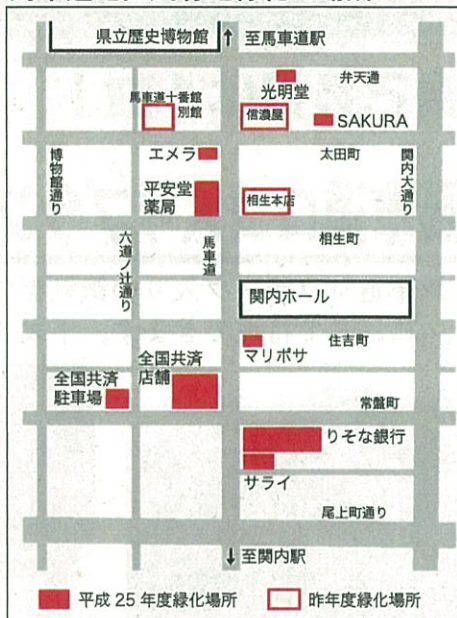 県立歴史博物館
↑ 至馬車道駅
光明堂
弁天通
馬車道十番館
別館
信濃屋
SAKURA
博物館通り
エメラ
太田町
関内大通り
平安堂
薬局
相生本店
六道ノ辻通り
馬車道
相生町
関内ホール
マリポサ
住吉町
全国共済
店舗
全国共済
駐車場
常盤町
りそな銀行
サライ
尾上町通り
↓ 至関内駅
平成 25 年度緑化場所
昨年度緑化場所